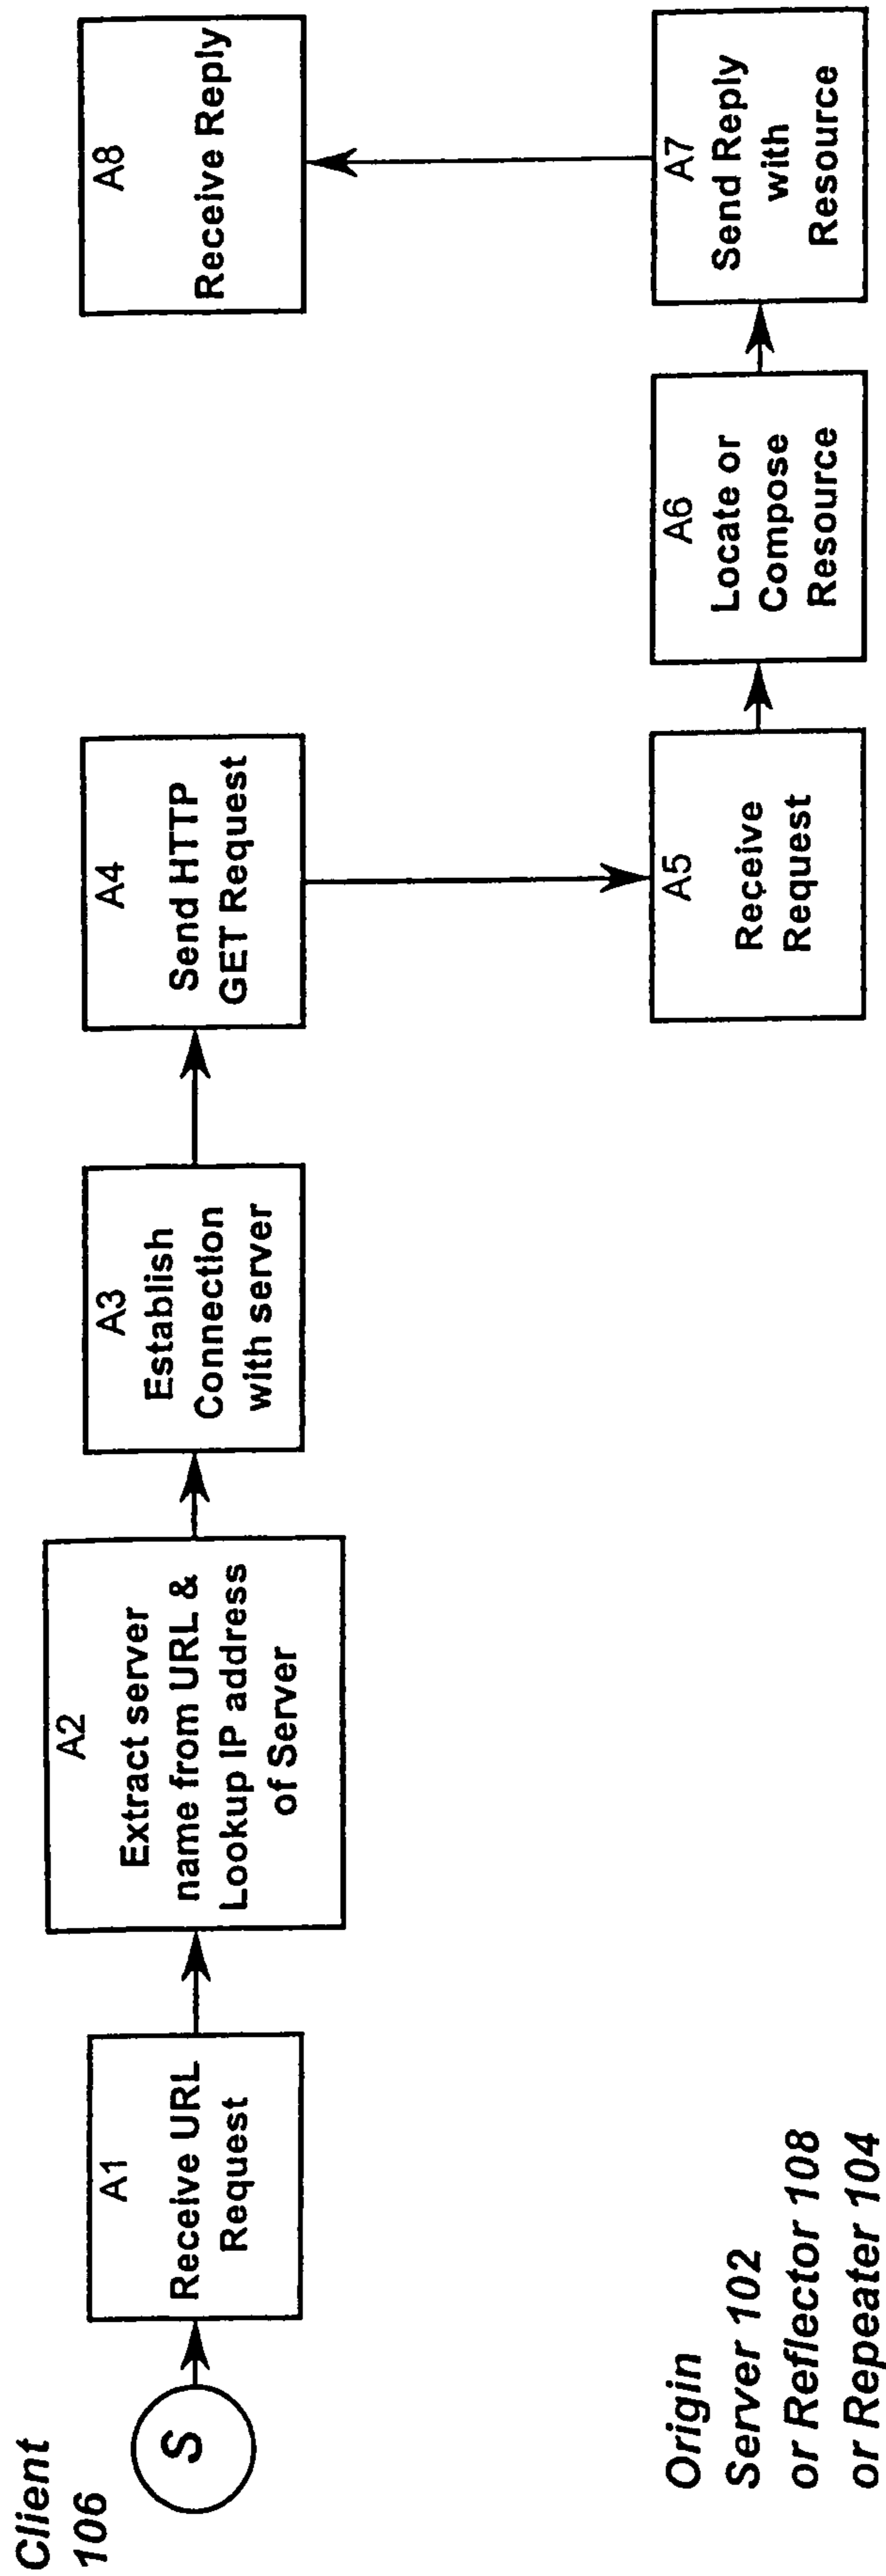 Client
106
S
A1
Receive URL
Request
A2
Extract server
name from URL &
Lookup IP address
of Server
A3
Establish
Connection
with server
A4
Send HTTP
GET Request
A8
Receive Reply
Origin
Server 102
or Reflector 108
or Repeater 104
A5
Receive
Request
A6
Locate or
Compose
Resource
A7
Send Reply
with
Resource